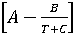 [A − B/(T + C)]